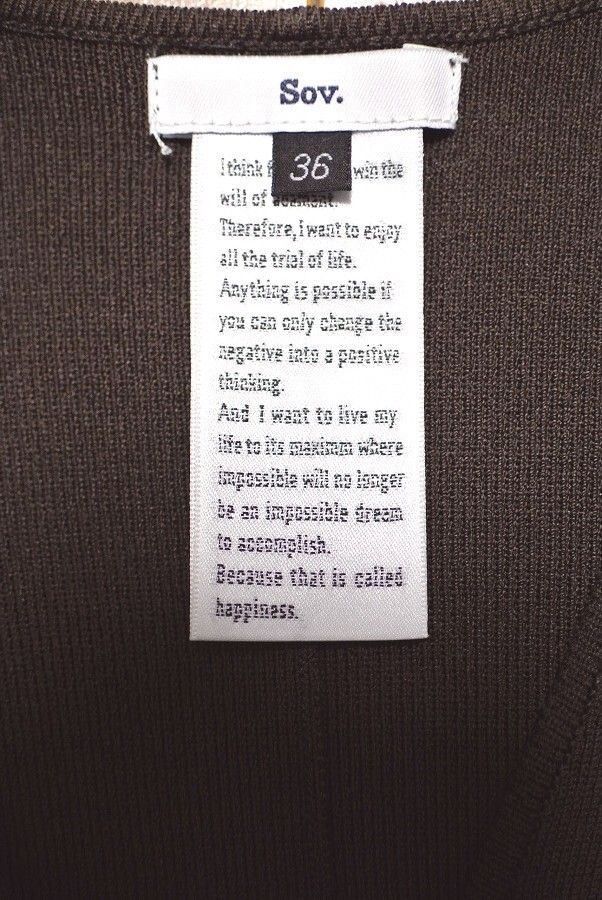 Sov.
36
I think win the
will of
Therefore, I want to enjoy
all the trial of life.
Anything is possible if
you can only change the
negative into a positive
thinking.
And I want to live my
life to its maximm where
impossible will no longer
be an impossible dream
to accomplish.
Because that is called
happiness.